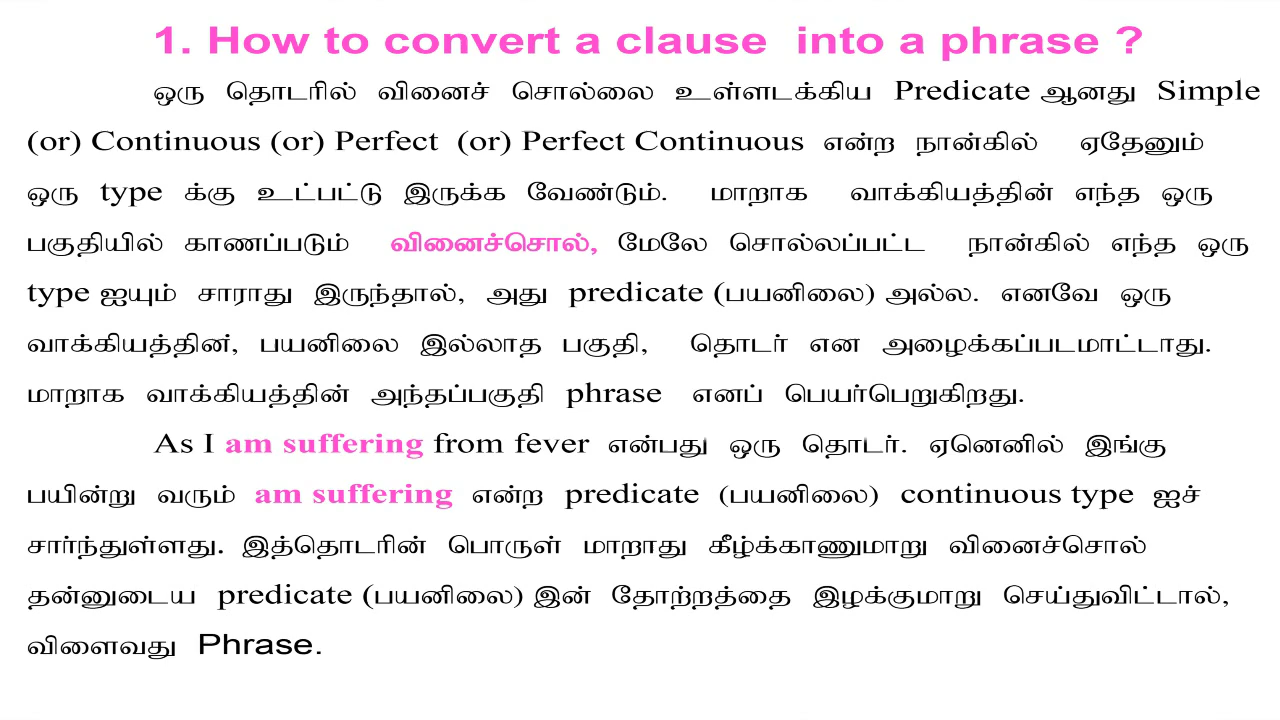 1. How to convert a clause into a phrase ?
ஒரு தொடரில் வினைச் சொல்லை உள்ளடக்கிய Predicate ஆனது Simple
(or) Continuous (or) Perfect (or) Perfect Continuous என்ற நான்கில் ஏதேனும்
ஒரு type க்கு உட்பட்டு இருக்க வேண்டும். மாறாக வாக்கியத்தின் எந்த ஒரு
பகுதியில் காணப்படும் வினைச்சொல், மேலே சொல்லப்பட்ட நான்கில் எந்த ஒரு
type ஐயும் சாராது இருந்தால், அது predicate (பயனிலை) அல்ல. எனவே ஒரு
வாக்கியத்தின், பயனிலை இல்லாத பகுதி, தொடர் என அழைக்கப்படமாட்டாது.
மாறாக வாக்கியத்தின் அந்தப்பகுதி phrase எனப் பெயர்பெறுகிறது.
As I am suffering from fever என்பது ஒரு தொடர். ஏனெனில் இங்கு
பயின்று வரும் am suffering என்ற predicate (பயனிலை) continuous type ஐச்
சார்ந்துள்ளது. இத்தொடரின் பொருள் மாறாது கீழ்க்காணுமாறு வினைச்சொல்
தன்னுடைய predicate (பயனிலை) இன் தோற்றத்தை இழக்குமாறு செய்துவிட்டால்,
விளைவது Phrase.